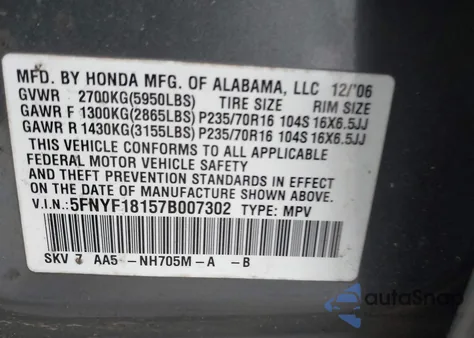 MFD. BY HONDA MFG. OF ALABAMA, LLC 12/'06
GVWR 2700KG(5950LBS) TIRE SIZE RIM SIZE
GAWR F 1300KG(2865LBS) P235/70R16 104S 16X6.5JJ
GAWR R 1430KG(3155LBS) P235/70R16 104S 16X6.5JJ
THIS VEHICLE CONFORMS TO ALL APPLICABLE
FEDERAL MOTOR VEHICLE SAFETY
AND THEFT PREVENTION STANDARDS IN EFFECT
ON THE DATE OF MANUFACTURE SHOWN ABOVE.
V.I.N.: 5FNYF18157B007302 TYPE: MPV
SKV 7 AA5 -NH705M-A -B
autoSnap